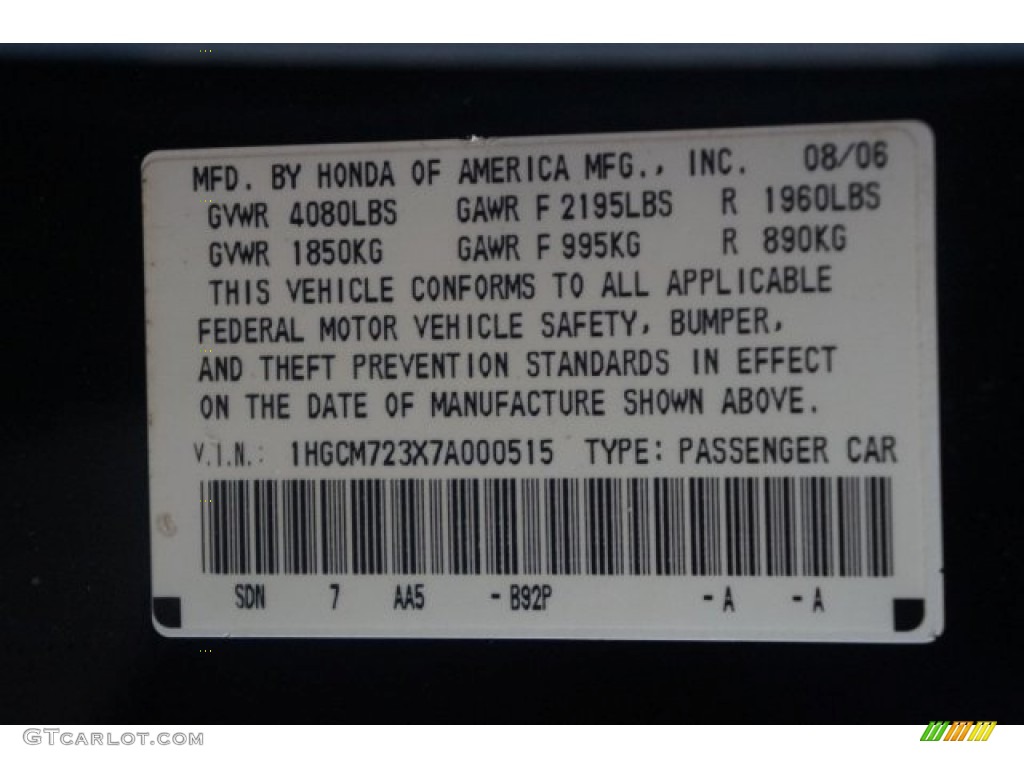 MFD. BY HONDA OF AMERICA MFG., INC. 08/06
GVWR 4080LBS GAWR F 2195LBS R 1960LBS
GVWR 1850KG GAWR F 995KG R 890KG
THIS VEHICLE CONFORMS TO ALL APPLICABLE
FEDERAL MOTOR VEHICLE SAFETY, BUMPER,
AND THEFT PREVENTION STANDARDS IN EFFECT
ON THE DATE OF MANUFACTURE SHOWN ABOVE.
V.I.N.: 1HGCM723X7A000515 TYPE: PASSENGER CAR
SDN 7 AA5 - B92P - A - A
GTCARLOT.COM